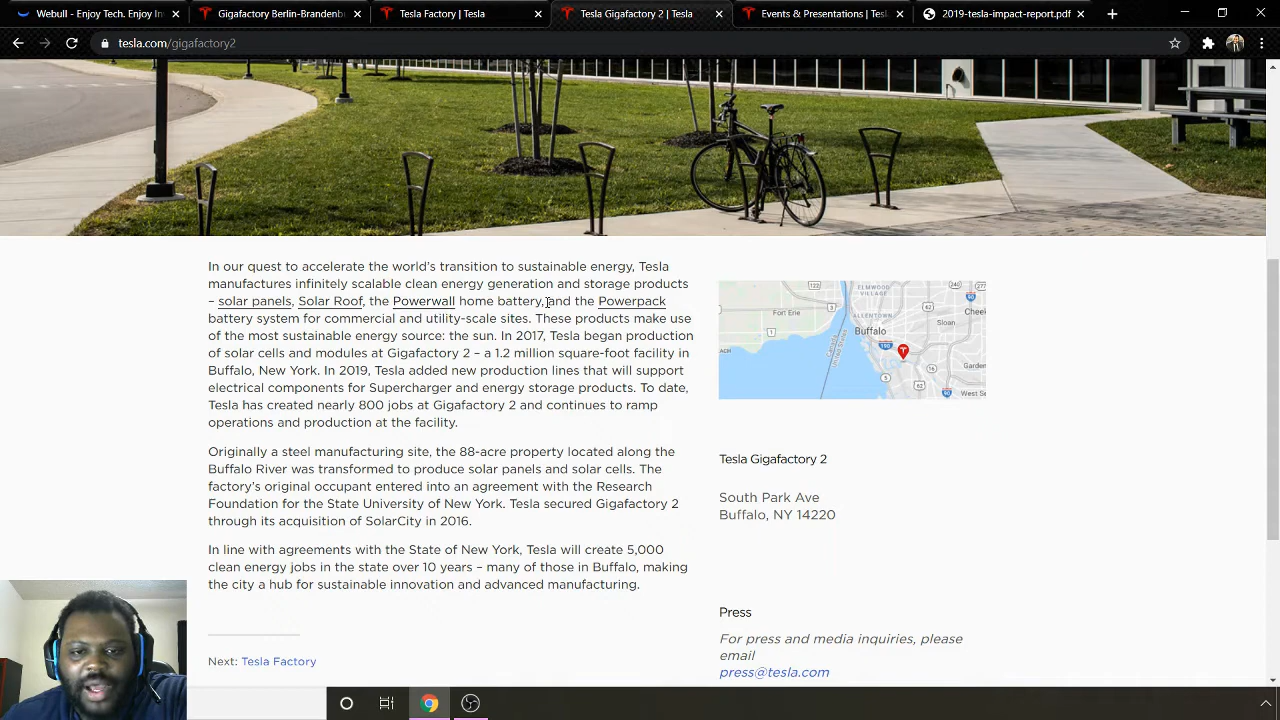 Webull - Enjoy Tech. Enjoy In
Gigafactory Berlin-Brandenbu
Tesla Factory | Tesla
Tesla Gigafactory 2 | Tesla
Events & Presentations | Tesla
2019-tesla-impact-report.pdf
tesla.com/gigafactory2
In our quest to accelerate the world's transition to sustainable energy, Tesla
manufactures infinitely scalable clean energy generation and storage products
– solar panels, Solar Roof, the Powerwall home battery, and the Powerpack
battery system for commercial and utility-scale sites. These products make use
of the most sustainable energy source: the sun. In 2017, Tesla began production
of solar cells and modules at Gigafactory 2 – a 1.2 million square-foot facility in
Buffalo, New York. In 2019, Tesla added new production lines that will support
electrical components for Supercharger and energy storage products. To date,
Tesla has created nearly 800 jobs at Gigafactory 2 and continues to ramp
operations and production at the facility.
Originally a steel manufacturing site, the 88-acre property located along the
Buffalo River was transformed to produce solar panels and solar cells. The
factory's original occupant entered into an agreement with the Research
Foundation for the State University of New York. Tesla secured Gigafactory 2
through its acquisition of SolarCity in 2016.
In line with agreements with the State of New York, Tesla will create 5,000
clean energy jobs in the state over 10 years – many of those in Buffalo, making
the city a hub for sustainable innovation and advanced manufacturing.
Next: Tesla Factory
ELMWOOD
VILLAGE
Fort Erie
ALLENTOWN
Cheek
Buffalo
Sloan
Garden
West Se
Tesla Gigafactory 2
South Park Ave
Buffalo, NY 14220
Press
For press and media inquiries, please
email
press@tesla.com